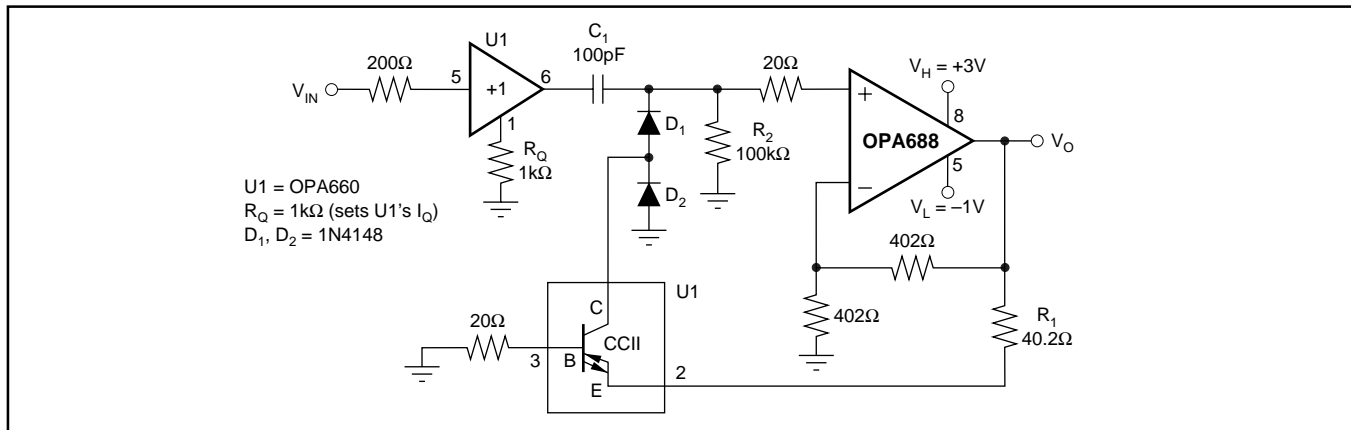 U1
C1
100pF
200Ω
VIN
5
+1
6
1
RQ
1kΩ
D1
D2
R2
100kΩ
20Ω
+
−
OPA688
VH = +3V
8
5
VL = –1V
VO
U1 = OPA660
RQ = 1kΩ (sets U1's IQ)
D1, D2 = 1N4148
402Ω
402Ω
R1
40.2Ω
U1
20Ω
3
C
B
CCII
E
2